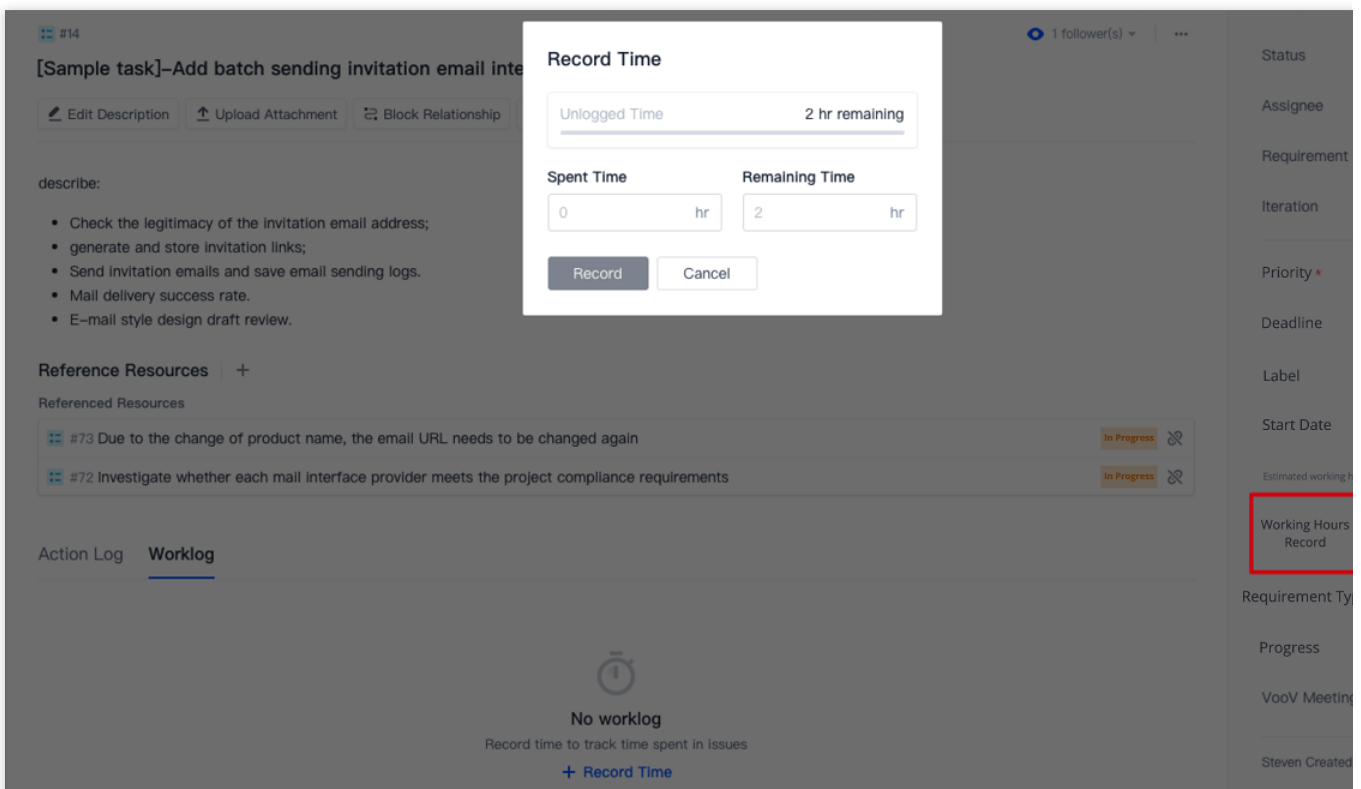 #14
1 follower(s)
[Sample task]–Add batch sending invitation email inte
Edit Description
Upload Attachment
Block Relationship
Record Time
Unlogged Time
2 hr remaining
Spent Time
Remaining Time
0 hr
2 hr
Record
Cancel
describe:
• Check the legitimacy of the invitation email address;
• generate and store invitation links;
• Send invitation emails and save email sending logs.
• Mail delivery success rate.
• E–mail style design draft review.
Reference Resources +
Referenced Resources
#73 Due to the change of product name, the email URL needs to be changed again
In Progress
#72 Investigate whether each mail interface provider meets the project compliance requirements
In Progress
Action Log
Worklog
No worklog
Record time to track time spent in issues
+ Record Time
Status
Assignee
Requirement
Iteration
Priority *
Deadline
Label
Start Date
Estimated working h
Working Hours
Record
Requirement Ty
Progress
VooV Meeting
Steven Created